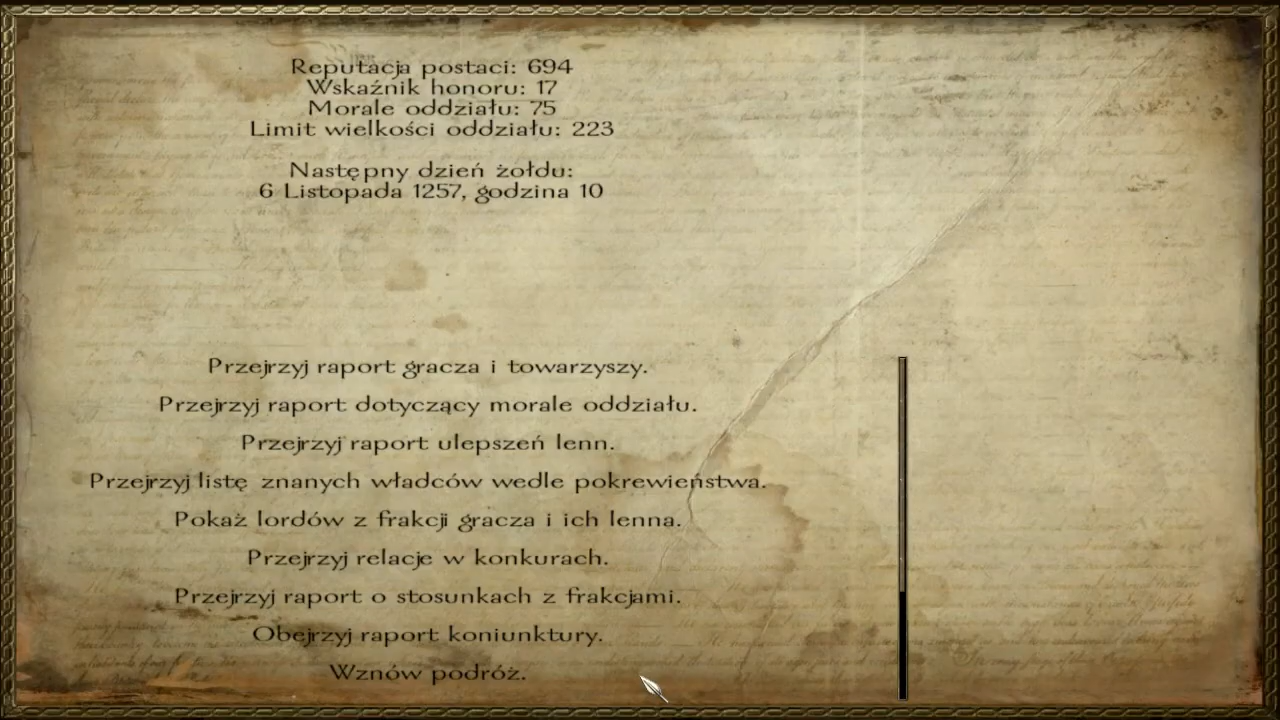 Reputacja postaci: 694
Wskaźnik honoru: 17
Morale oddziału: 75
Limit wielkości oddziału: 223
Następny dzień żołdu:
6 Listopada 1257, godzina 10
Przejrzyj raport gracza i towarzyszy.
Przejrzyj raport dotyczący morale oddziału.
Przejrzyj raport ulepszeń lenn.
Przejrzyj listę znanych władców wedle pokrewieństwa.
Pokaż lordów z frakcji gracza i ich lenna.
Przejrzyj relacje w konkurach.
Przejrzyj raport o stosunkach z frakcjami.
Obejrzyj raport koniunktury.
Wznów podróż.